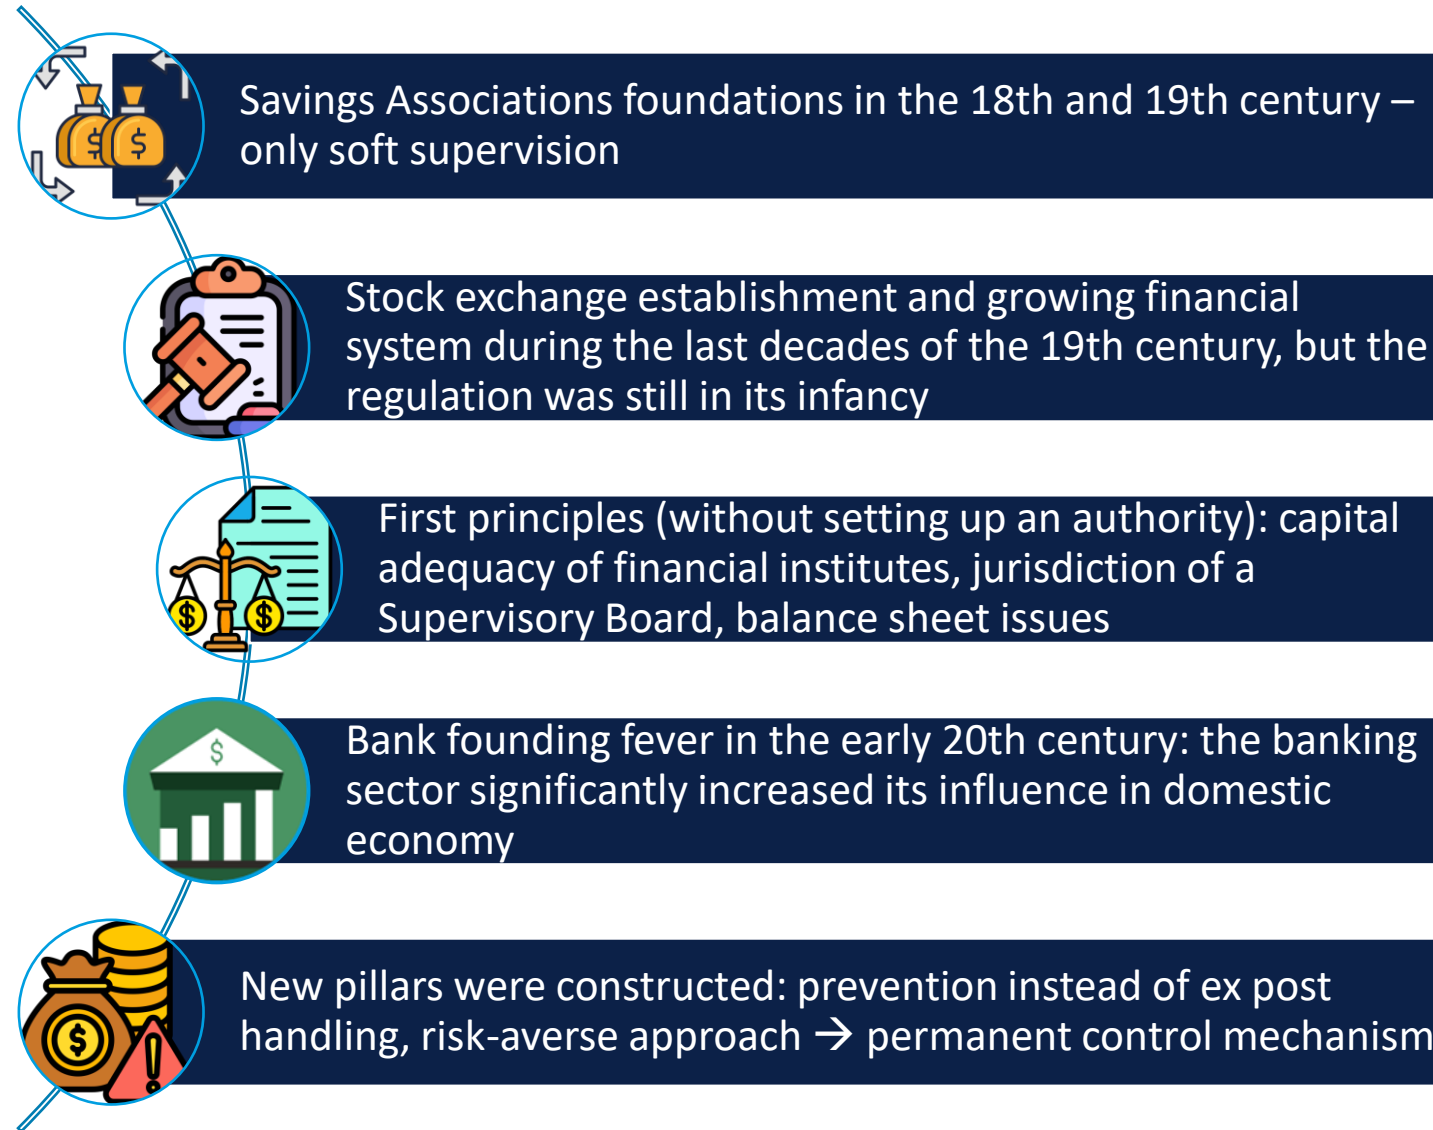 Savings Associations foundations in the 18th and 19th century –
only soft supervision
Stock exchange establishment and growing financial
system during the last decades of the 19th century, but the
regulation was still in its infancy
First principles (without setting up an authority): capital
adequacy of financial institutes, jurisdiction of a
Supervisory Board, balance sheet issues
Bank founding fever in the early 20th century: the banking
sector significantly increased its influence in domestic
economy
New pillars were constructed: prevention instead of ex post
handling, risk-averse approach → permanent control mechanism